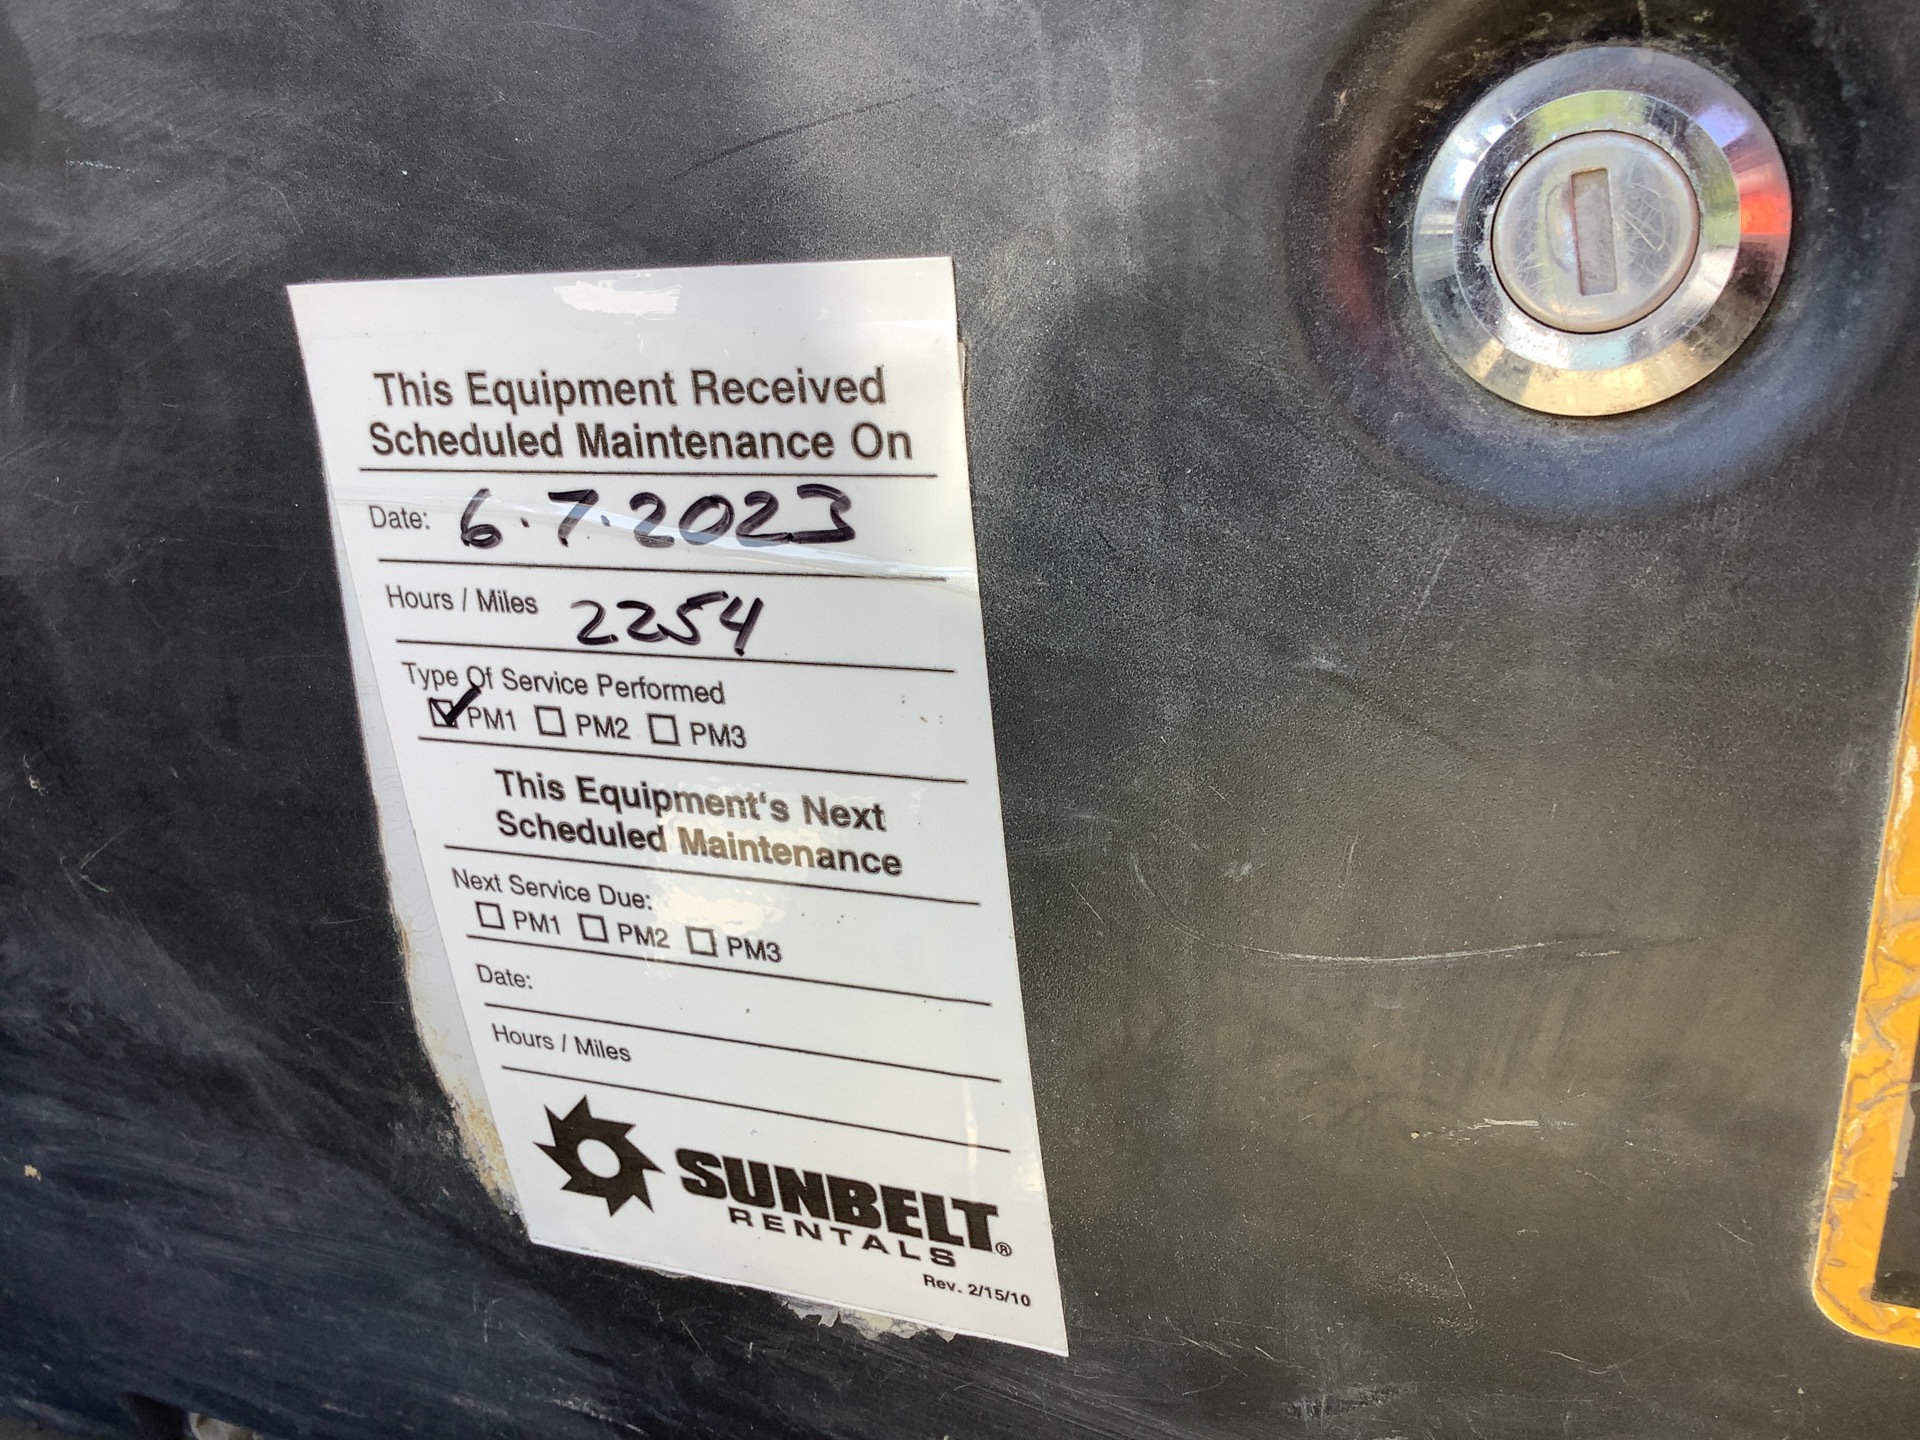 This Equipment Received
Scheduled Maintenance On
Date: 6.7.2023
Hours / Miles 2254
Type Of Service Performed
☑ PM1 ☐ PM2 ☐ PM3
This Equipment's Next
Scheduled Maintenance
Next Service Due:
☐ PM1 ☐ PM2 ☐ PM3
Date:
Hours / Miles
SUNBELT®
RENTALS
Rev. 2/15/10